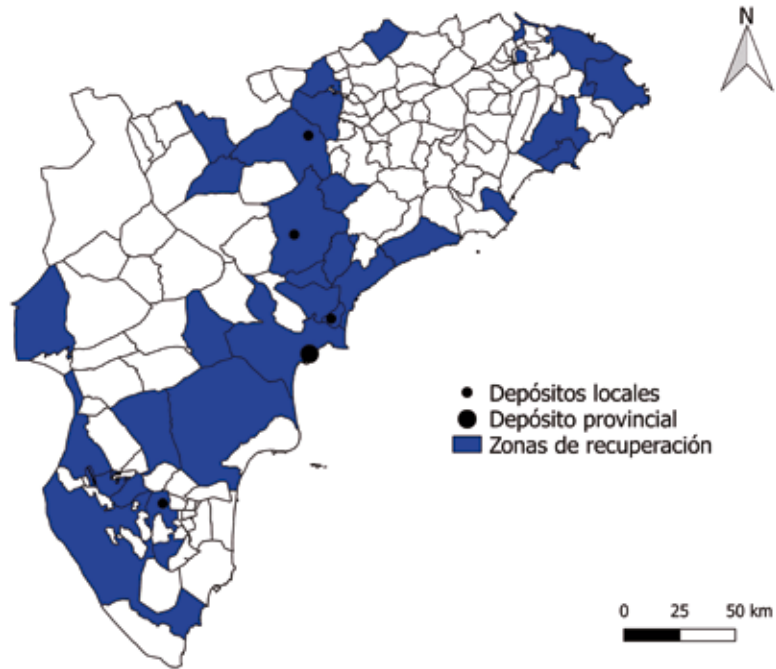 N
Depósitos locales
Depósito provincial
Zonas de recuperación
0 25 50 km